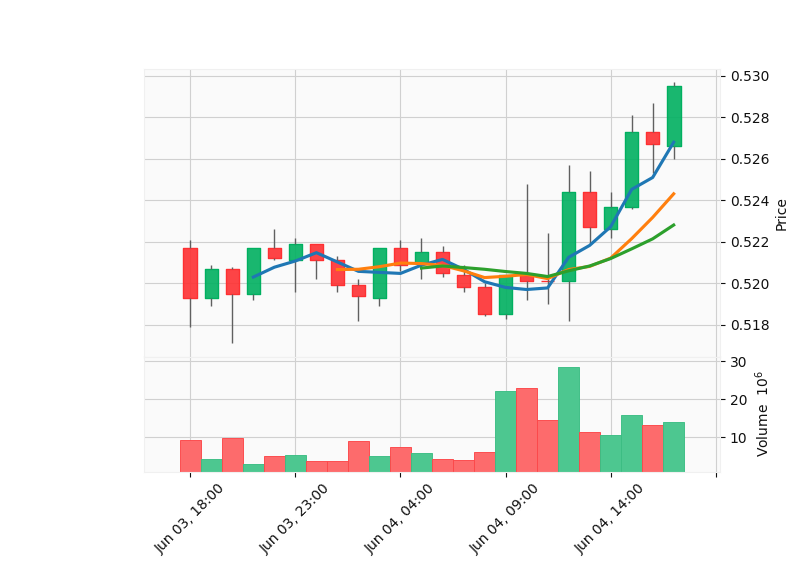 0.530
0.528
0.526
0.524
0.522
0.520
0.518
Price
30
20
10
Volume 10^6
Jun 03, 18:00
Jun 03, 23:00
Jun 04, 04:00
Jun 04, 09:00
Jun 04, 14:00